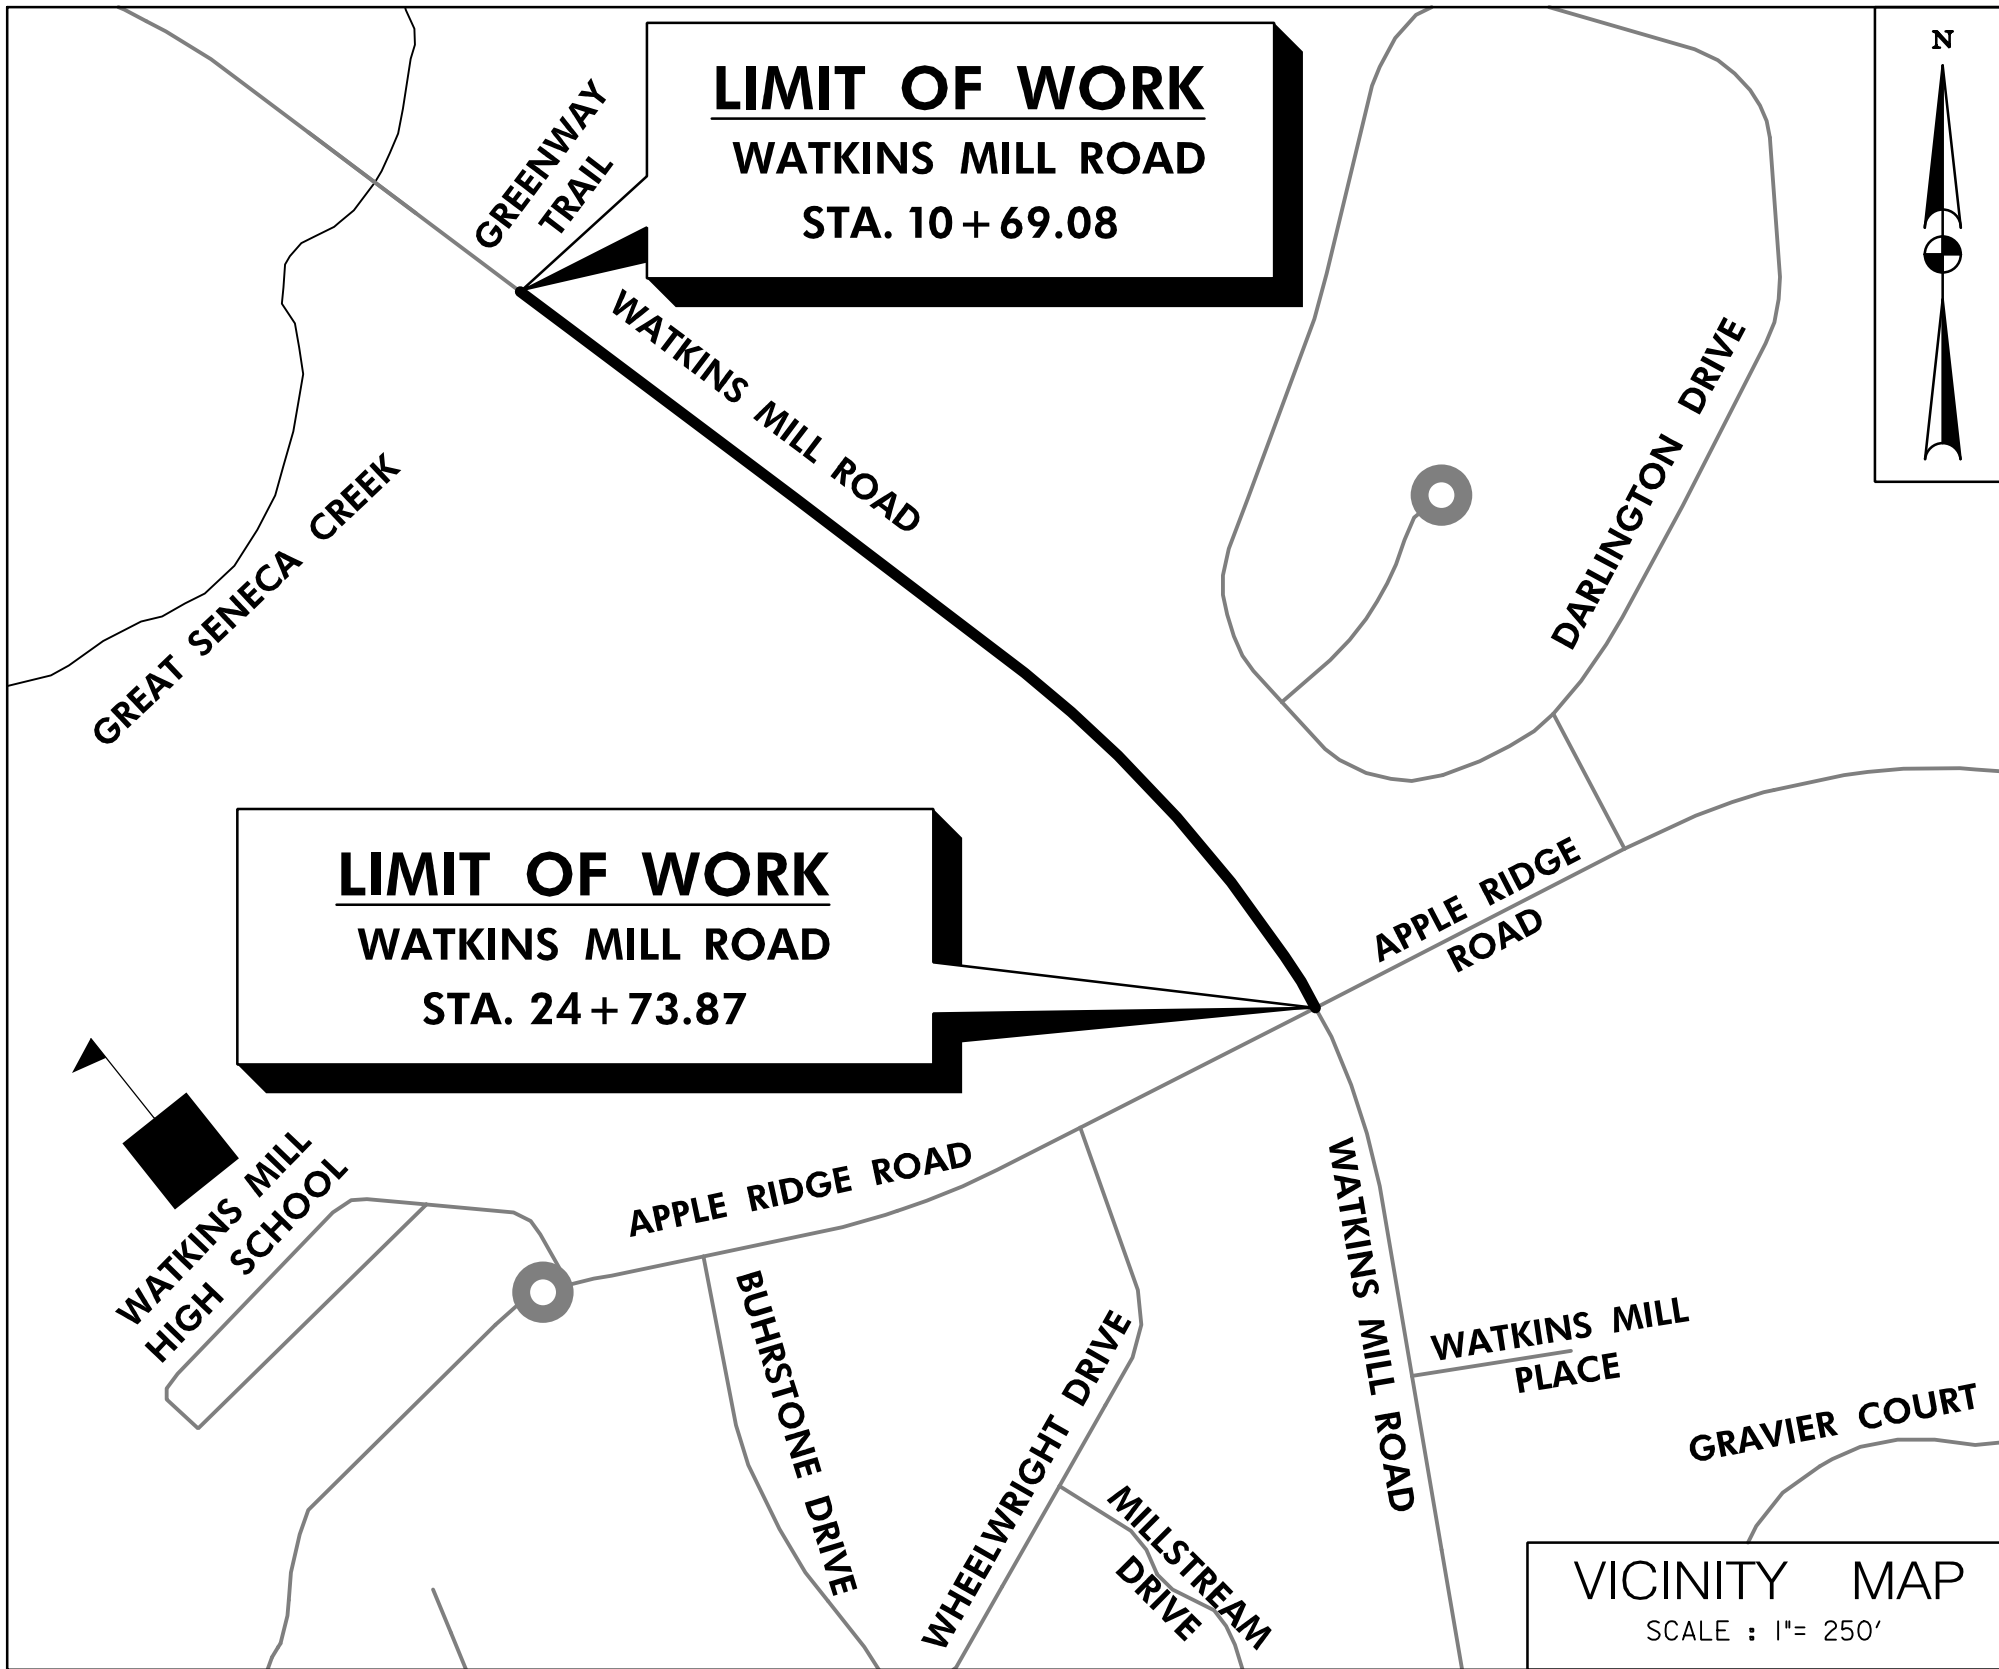 LIMIT OF WORK
WATKINS MILL ROAD
STA. 10+69.08
N
GREENWAY
TRAIL
WATKINS MILL ROAD
DARLINGTON DRIVE
GREAT SENECA CREEK
LIMIT OF WORK
WATKINS MILL ROAD
STA. 24+73.87
APPLE RIDGE
ROAD
WATKINS MILL
HIGH SCHOOL
APPLE RIDGE ROAD
BUHRSTONE DRIVE
WHEELWRIGHT DRIVE
MILLSTREAM
DRIVE
WATKINS MILL ROAD
WATKINS MILL
PLACE
GRAVIER COURT
VICINITY MAP
SCALE : 1"= 250'